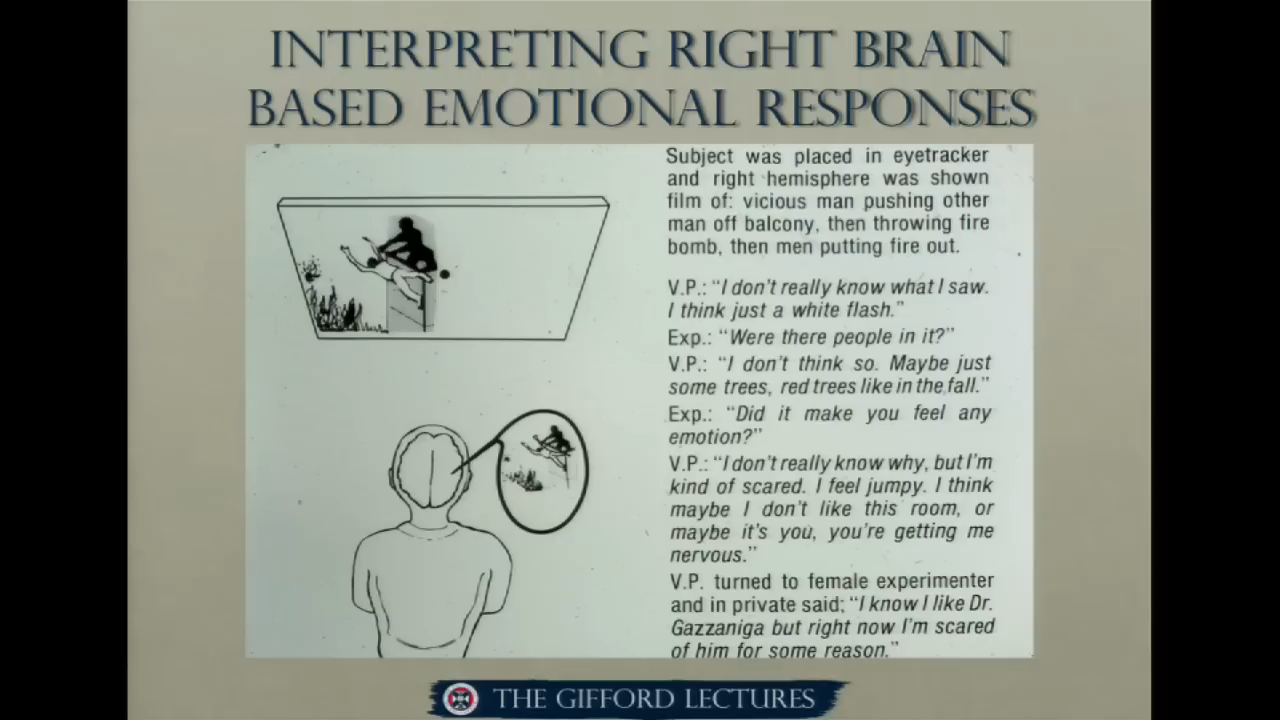 INTERPRETING RIGHT BRAIN
BASED EMOTIONAL RESPONSES
Subject was placed in eyetracker
and right hemisphere was shown
film of: vicious man pushing other
man off balcony, then throwing fire
bomb, then men putting fire out.
V.P.: “I don't really know what I saw.
I think just a white flash.”
Exp.: “Were there people in it?”
V.P.: “I don't think so. Maybe just
some trees, red trees like in the fall.”
Exp.: “Did it make you feel any
emotion?”
V.P.: “I don't really know why, but I'm
kind of scared. I feel jumpy. I think
maybe I don't like this room, or
maybe it's you, you're getting me
nervous.”
V.P. turned to female experimenter
and in private said; “I know I like Dr.
Gazzaniga but right now I'm scared
of him for some reason.”
THE GIFFORD LECTURES